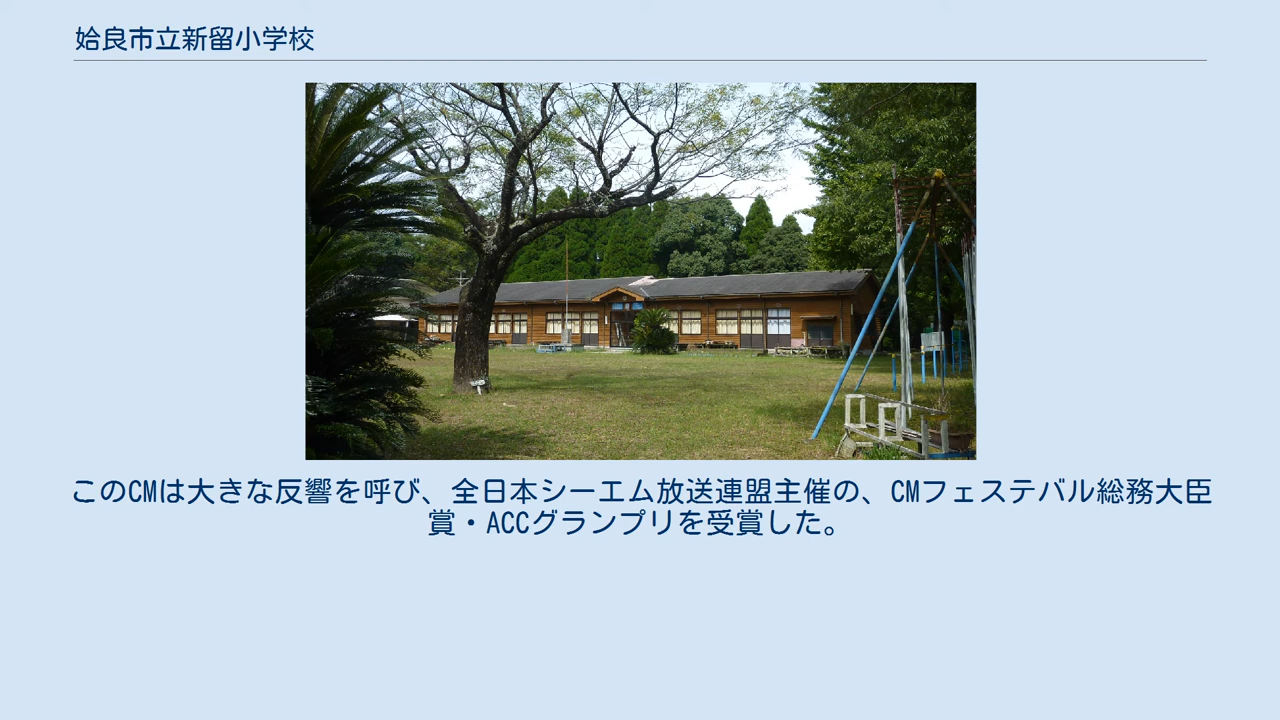 姶良市立新留小学校
このCMは大きな反響を呼び、全日本シーエム放送連盟主催の、CMフェステバル総務大臣
賞・ACCグランプリを受賞した。